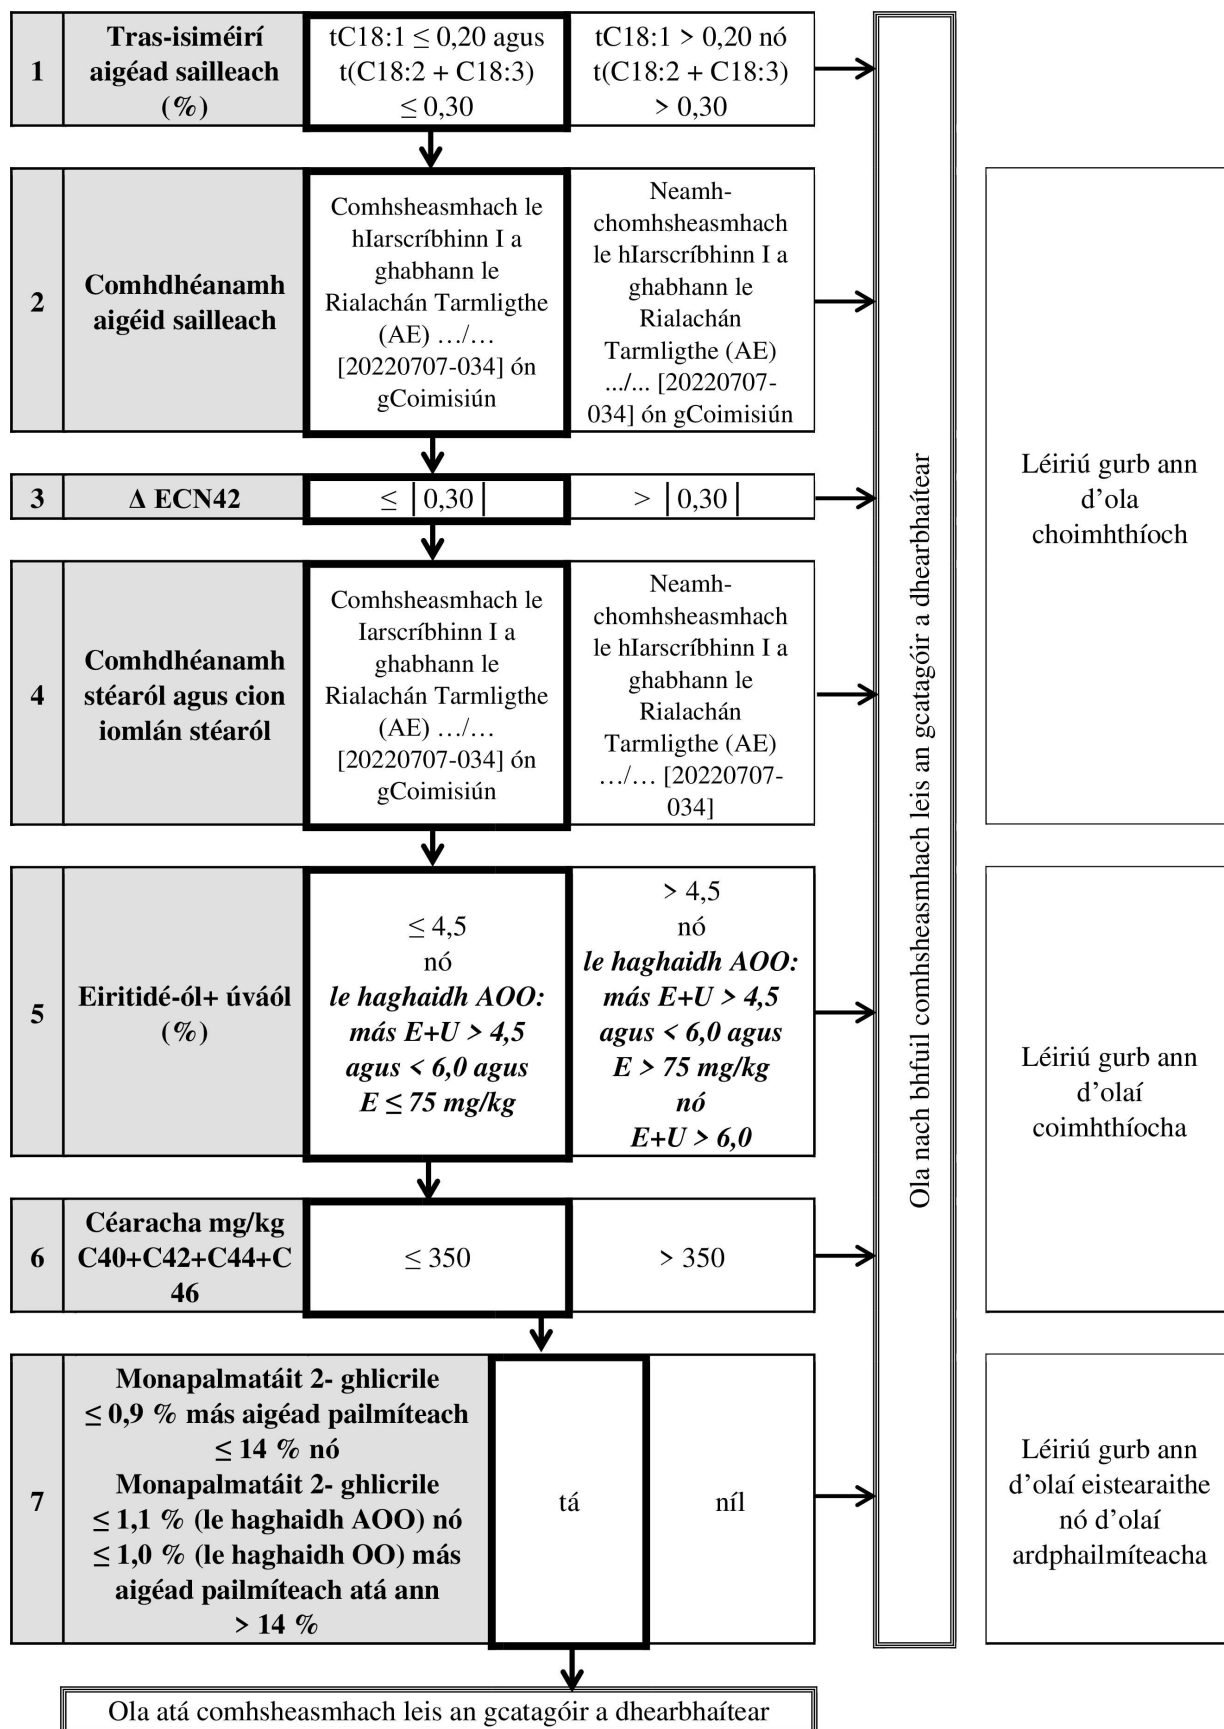 1
Tras-isiméirí
aigéad sailleach
(%)
tC18:1 ≤ 0,20 agus
t(C18:2 + C18:3)
≤ 0,30
tC18:1 > 0,20 nó
t(C18:2 + C18:3)
> 0,30
2
Comhdhéanamh
aigéid sailleach
Comhsheasmhach le
hIarscríbhinn I a
ghabhann le
Rialachán Tarmligthe
(AE) …/…
[20220707-034] ón
gCoimisiún
Neamh-
chomhsheasmhach
le hIarscríbhinn I a
ghabhann le
Rialachán
Tarmligthe (AE)
.../... [20220707-
034] ón gCoimisiún
3
Δ ECN42
≤ |0,30|
> |0,30|
4
Comhdhéanamh
stéaról agus cion
iomlán stéaról
Comhsheasmhach le
Iarscríbhinn I a
ghabhann le
Rialachán Tarmligthe
(AE) …/…
[20220707-034] ón
gCoimisiún
Neamh-
chomhsheasmhach
le hIarscríbhinn I a
ghabhann le
Rialachán
Tarmligthe (AE)
…/… [20220707-
034]
5
Eiritidé-ól+ úváól
(%)
≤ 4,5
nó
le haghaidh AOO:
más E+U > 4,5
agus < 6,0 agus
E ≤ 75 mg/kg
> 4,5
nó
le haghaidh AOO:
más E+U > 4,5
agus < 6,0 agus
E > 75 mg/kg
nó
E+U > 6,0
6
Céaracha mg/kg
C40+C42+C44+C
46
≤ 350
> 350
7
Monapalmatáit 2- ghlicrile
≤ 0,9 % más aigéad pailmíteach
≤ 14 % nó
Monapalmatáit 2- ghlicrile
≤ 1,1 % (le haghaidh AOO) nó
≤ 1,0 % (le haghaidh OO) más
aigéad pailmíteach atá ann
> 14 %
tá
níl
Ola nach bhfuil comhsheasmhach leis an gcatagóir a dhearbhaítear
Léiriú gurb ann
d’ola
choimhthíoch
Léiriú gurb ann
d’olaí
coimhthíocha
Léiriú gurb ann
d’olaí eistearaithe
nó d’olaí
ardphailmíteacha
Ola atá comhsheasmhach leis an gcatagóir a dhearbhaítear